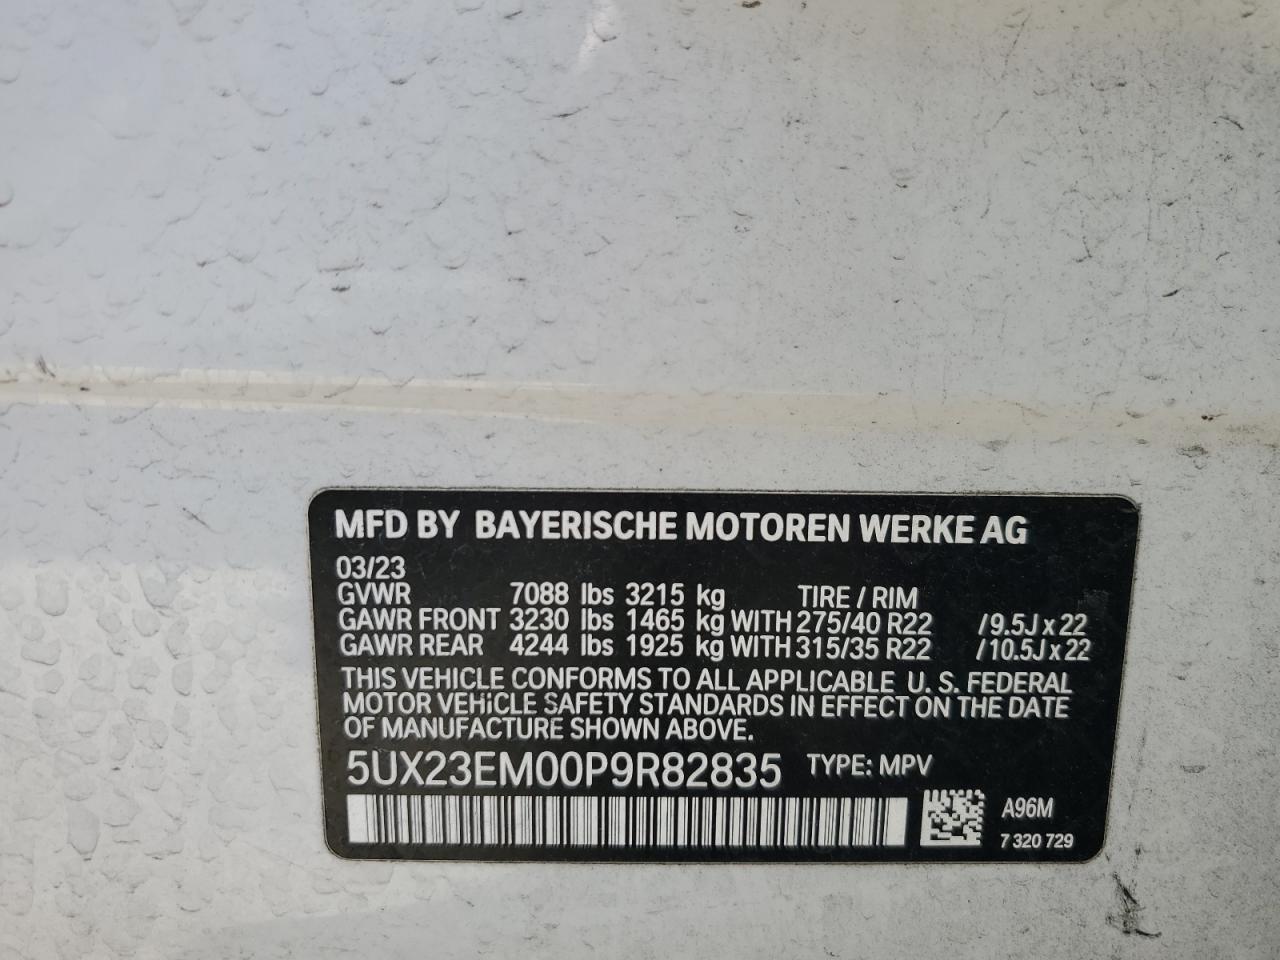 MFD BY BAYERISCHE MOTOREN WERKE AG
03/23
GVWR 7088 lbs 3215 kg TIRE / RIM
GAWR FRONT 3230 lbs 1465 kg WITH 275/40 R22 /9.5J x 22
GAWR REAR 4244 lbs 1925 kg WITH 315/35 R22 /10.5J x 22
THIS VEHICLE CONFORMS TO ALL APPLICABLE U. S. FEDERAL
MOTOR VEHICLE SAFETY STANDARDS IN EFFECT ON THE DATE
OF MANUFACTURE SHOWN ABOVE.
5UX23EM00P9R82835 TYPE: MPV
A96M
7 320 729